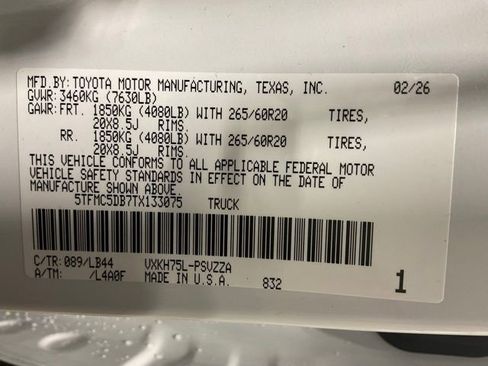 MFD.BY:TOYOTA MOTOR MANUFACTURING, TEXAS, INC. 02/26
GVWR:3460KG (7630LB)
GAWR:FRT. 1850KG (4080LB) WITH 265/60R20 TIRES,
20X8.5J RIMS.
RR. 1850KG (4080LB) WITH 265/60R20 TIRES,
20X8.5J RIMS.
THIS VEHICLE CONFORMS TO ALL APPLICABLE FEDERAL MOTOR
VEHICLE SAFETY STANDARDS IN EFFECT ON THE DATE OF
MANUFACTURE SHOWN ABOVE.
5TFMC5DB7TX133075 TRUCK
C/TR:089/LB44 VXKH75L-PSVZZA
A/TM: /L4A0F MADE IN U.S.A. 832 1